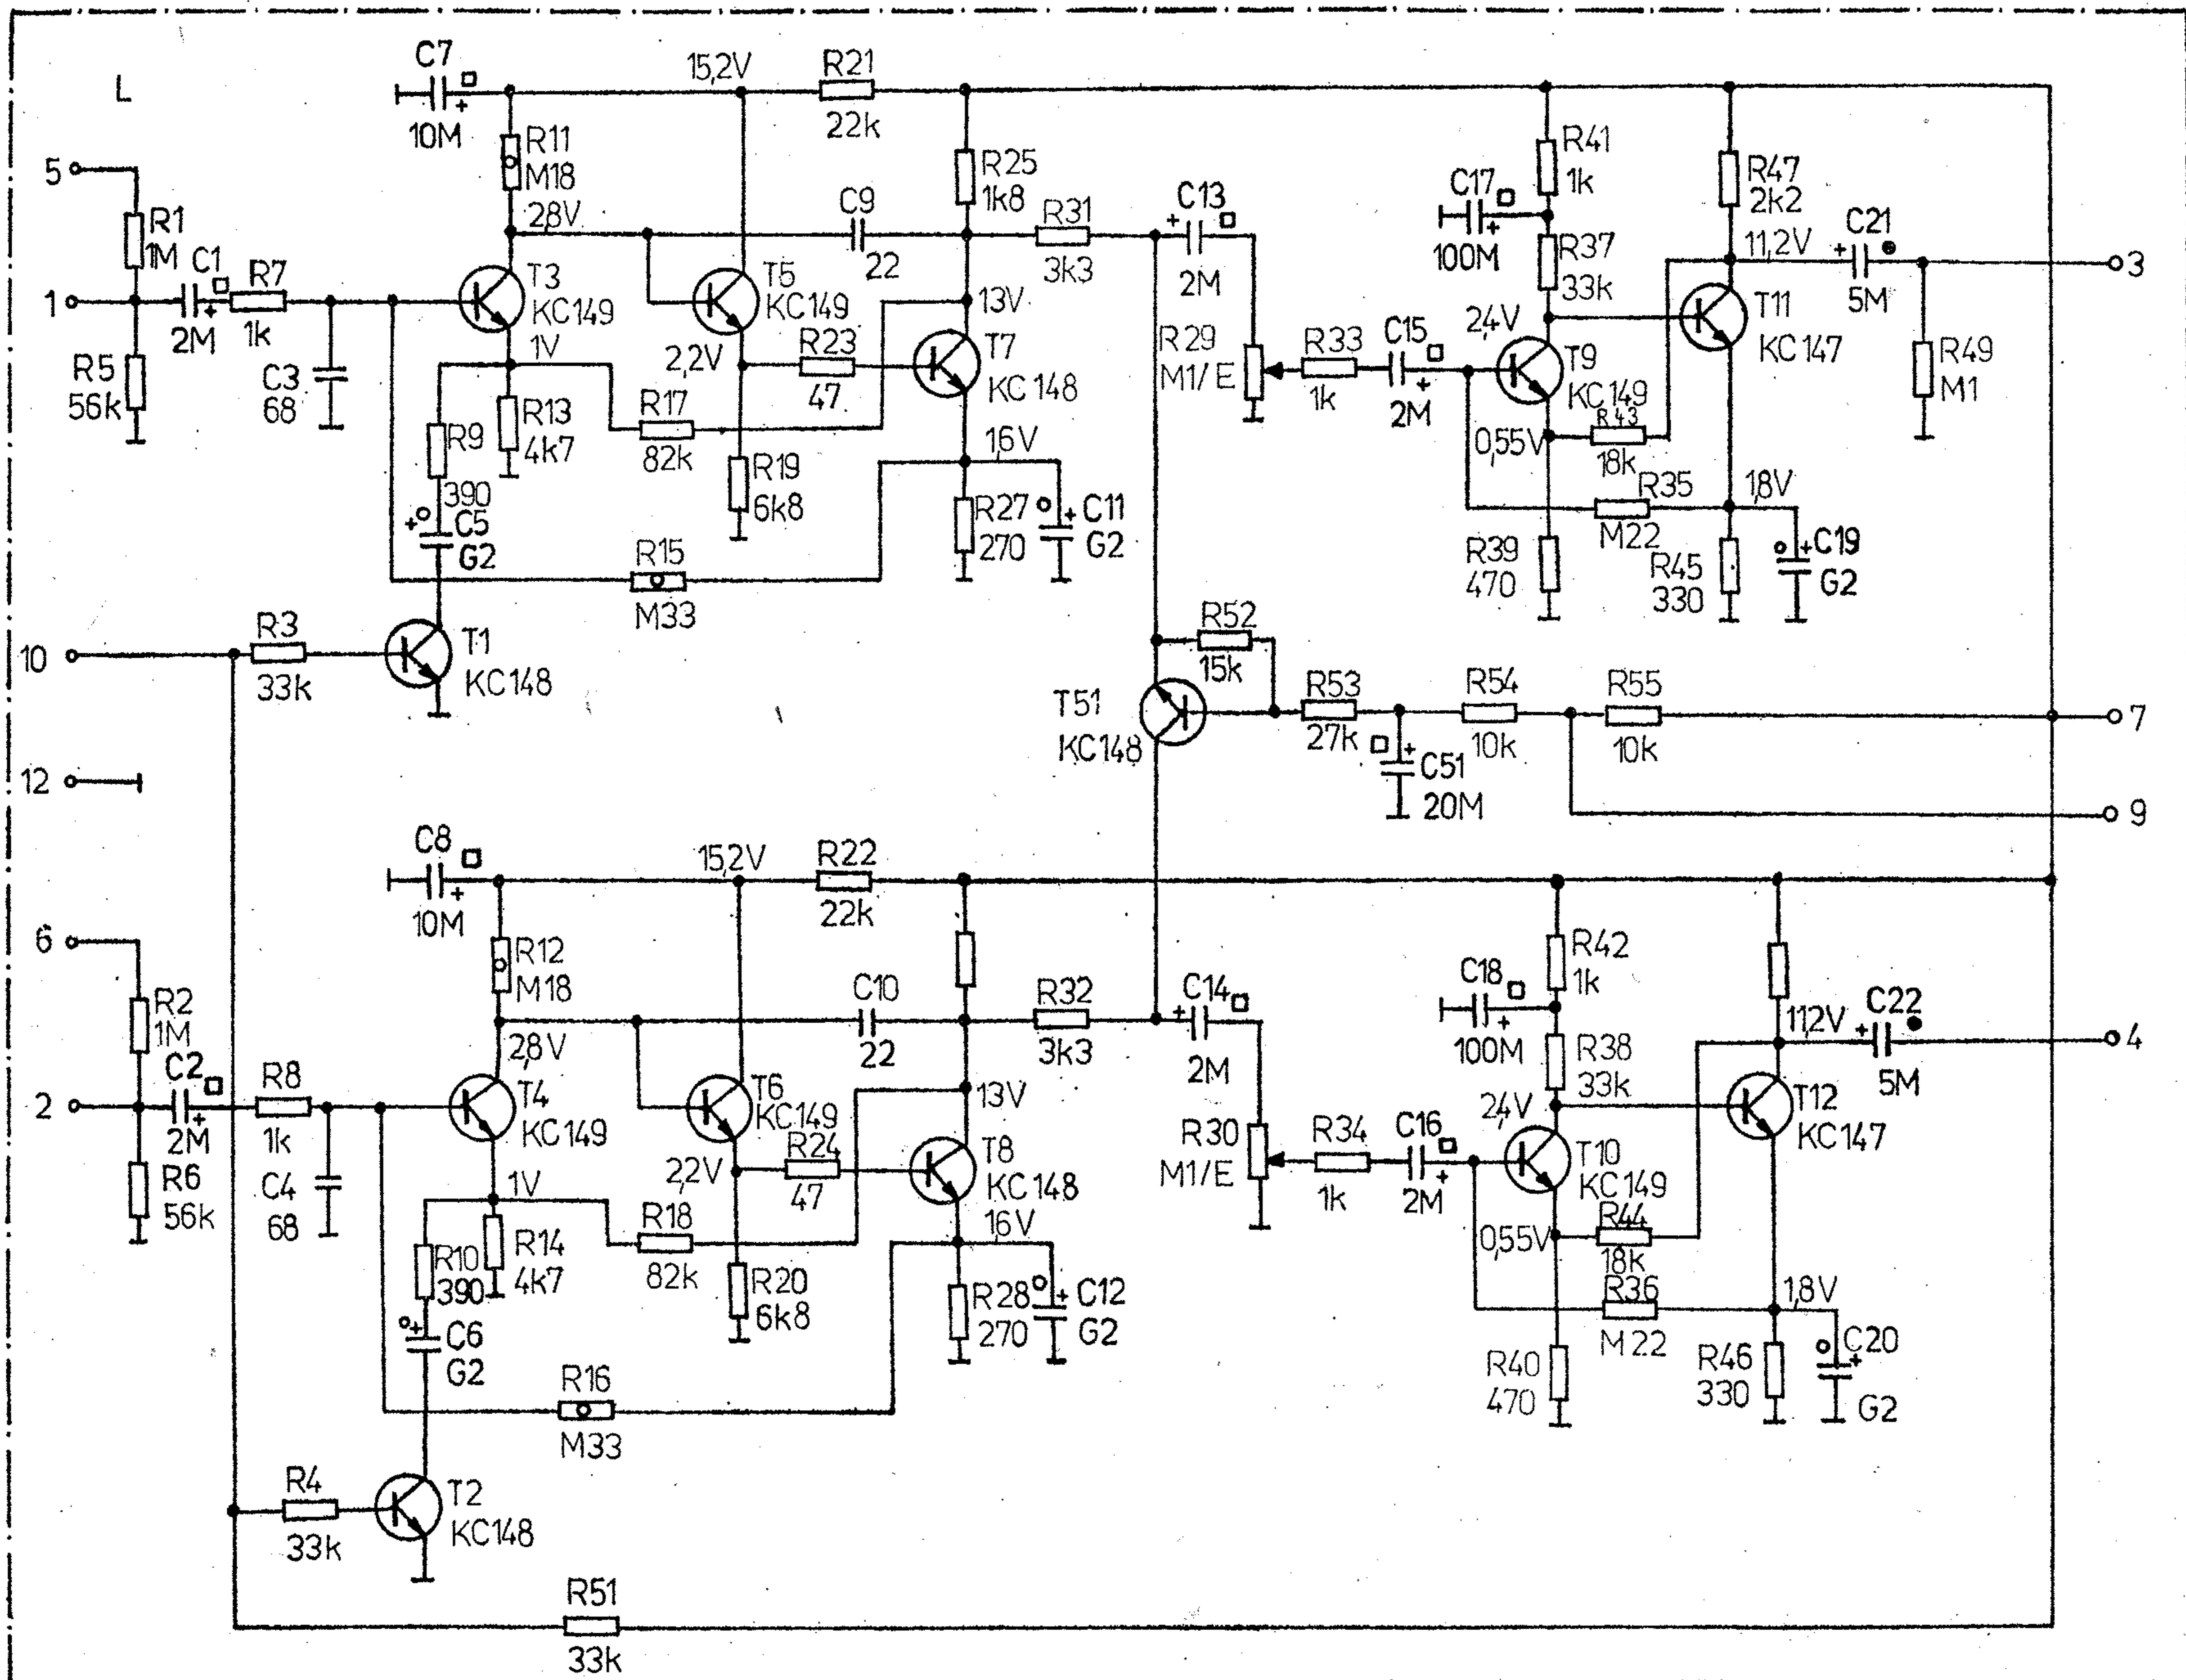 L
C7
10M
15,2V
R21
22k
R11
M18
5
R1
1M
C1
2M
R7
1k
1
R5
56k
C3
68
2,8V
T3
KC149
1V
R9
390
R13
4k7
C5
G2
R17
82k
R15
M33
C9
22
T5
KC149
2,2V
R23
47
R19
6k8
R25
1k8
13V
T7
KC148
1,6V
R27
270
C11
G2
R31
3k3
C13
2M
R29
M1/E
R33
1k
C15
2M
C17
100M
R41
1k
R37
33k
2,4V
T9
KC149
0,55V
R43
18k
R35
M22
R39
470
R47
2k2
11,2V
C21
5M
T11
KC147
R49
M1
3
1,8V
R45
330
C19
G2
10
R3
33k
T1
KC148
12
R52
15k
T51
KC148
R53
27k
C51
20M
R54
10k
R55
10k
7
9
C8
10M
15,2V
R22
22k
R12
M18
6
R2
1M
C2
2M
R8
1k
2
R6
56k
C4
68
2,8V
T4
KC149
1V
R10
390
R14
4k7
C6
G2
R18
82k
R16
M33
C10
22
T6
KC149
2,2V
R24
47
R20
6k8
13V
T8
KC148
1,6V
R28
270
C12
G2
R32
3k3
C14
2M
R30
M1/E
R34
1k
C16
2M
C18
100M
R42
1k
R38
33k
2,4V
T10
KC149
0,55V
R44
18k
R36
M22
R40
470
11,2V
C22
5M
4
T12
KC147
1,8V
R46
330
C20
G2
R4
33k
T2
KC148
R51
33k